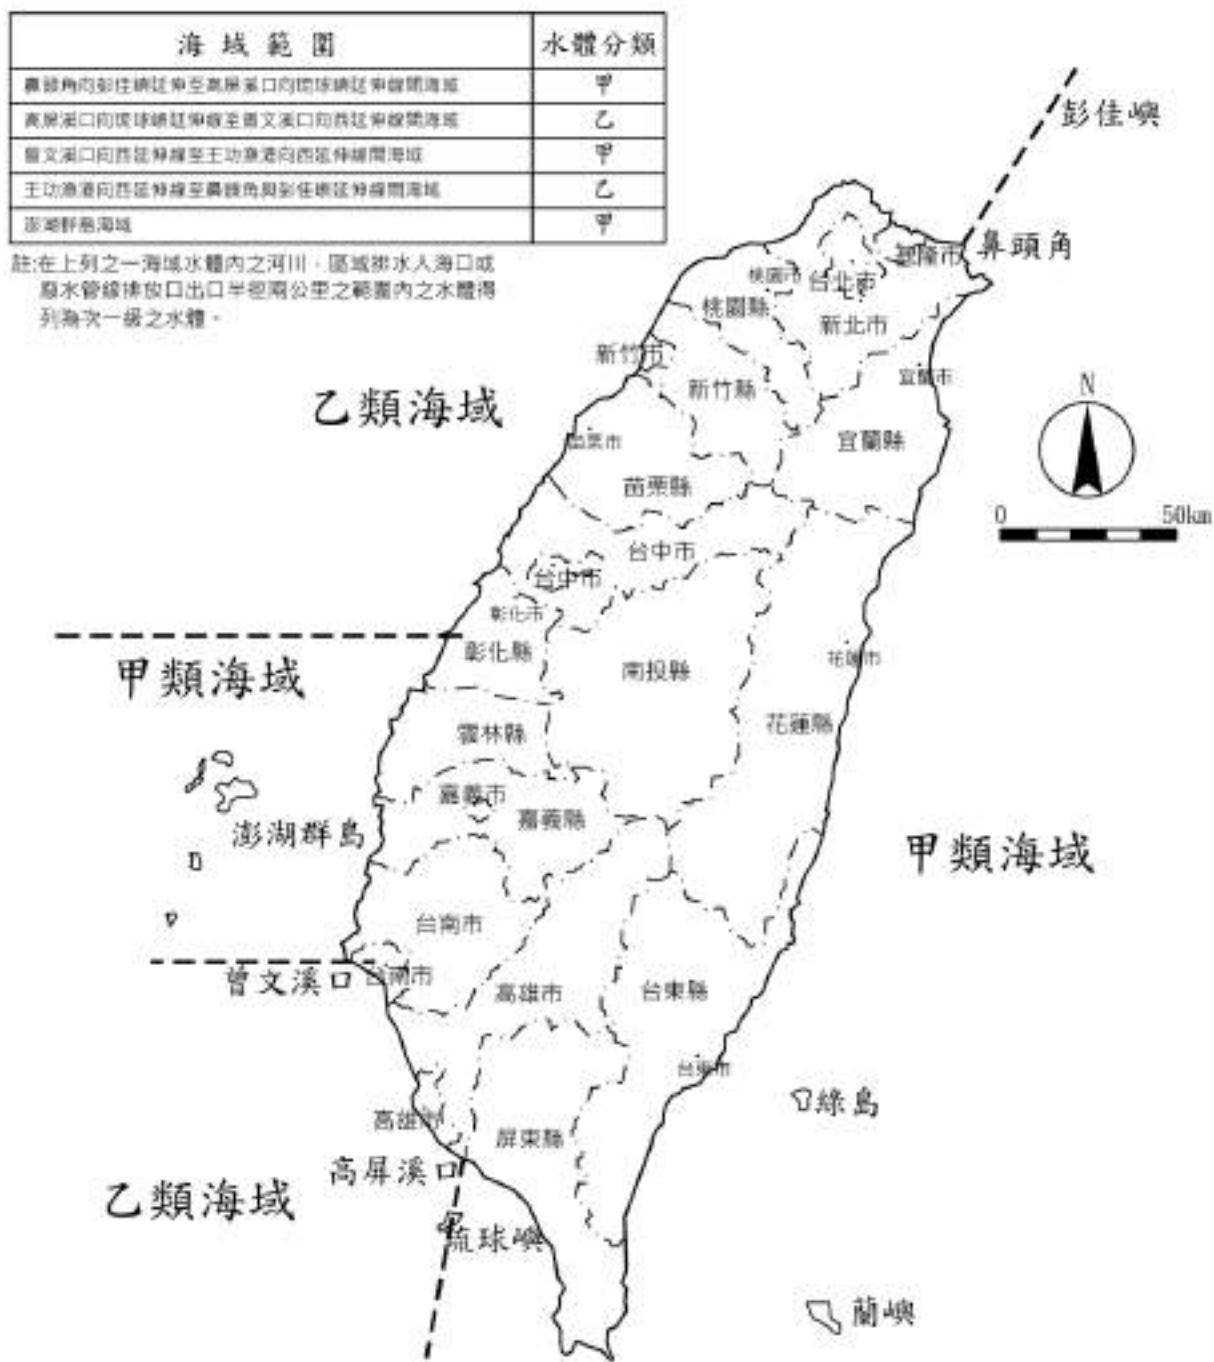 海域範圍 水體分類
鼻頭角向彭佳嶼延伸至高屏溪口向琉球嶼延伸線間海域 甲
高屏溪口向琉球嶼延伸線至曾文溪口向西延伸線間海域 乙
曾文溪口向西延伸線至王功漁港向西延伸線間海域 甲
王功漁港向西延伸線至鼻頭角與彭佳嶼延伸線間海域 乙
澎湖群島海域 甲
註:在上列之一海域水體內之河川，區域排水入海口或
廢水管線排放口出口半徑兩公里之範圍內之水體得
列為次一級之水體。
彭佳嶼
鼻頭角
基隆市
桃園市
台北市
桃園縣
新北市
新竹市
新竹縣
宜蘭市
乙類海域
N
苗栗市
宜蘭縣
苗栗縣
0 50km
台中市
台中市
彰化市
彰化縣
甲類海域
南投縣
花蓮市
花蓮縣
雲林縣
嘉義市
嘉義縣
澎湖群島
甲類海域
台南市
曾文溪口
台南市
高雄市
台東縣
台東市
綠島
高雄市
屏東縣
高屏溪口
乙類海域
琉球嶼
蘭嶼